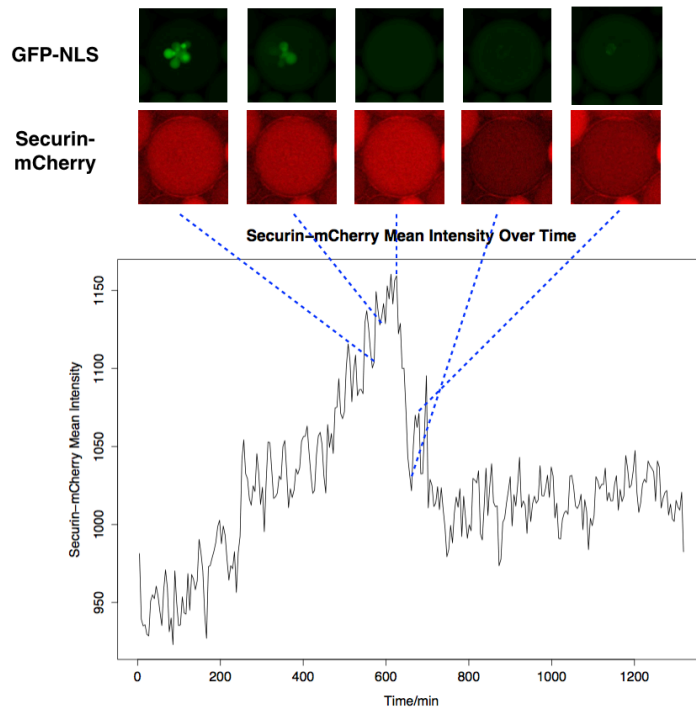 GFP-NLS
Securin-
mCherry
Securin−mCherry Mean Intensity Over Time
Securin−mCherry Mean Intensity
1150
1100
1050
1000
950
0 200 400 600 800 1000 1200
Time/min